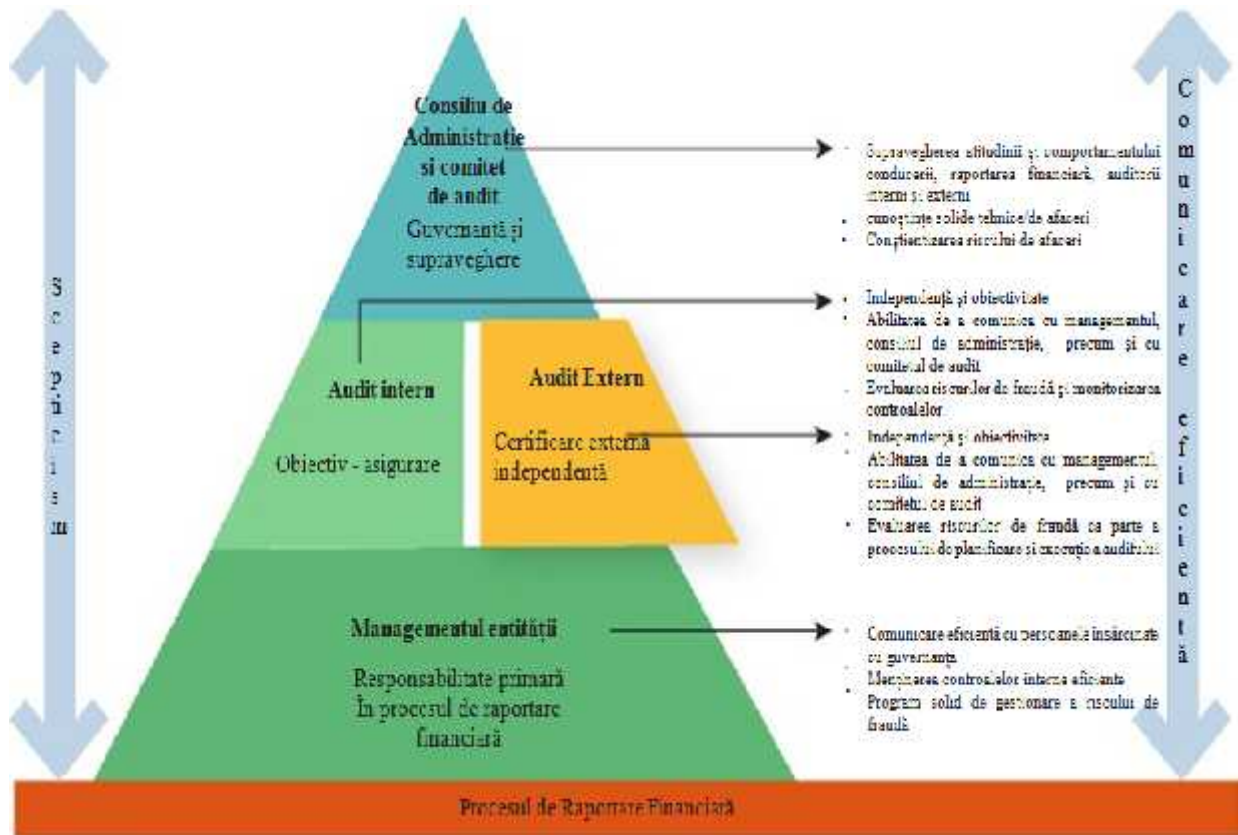 Consiliu de
Administrație
si comitet
de audit
Guvernanță și
supraveghere
Audit intern
Obiectiv - asigurare
Audit Extern
Certificare externă
independentă
Managementul entității
Responsabilitate primară
În procesul de raportare
financiară
Procesul de Raportare Financiară
Scepticism
• Supravegherea atitudinii și comportamentului
conducerii, raportarea financiară, auditorii
interni și externi
• cunoștințe solide tehnice/de afaceri
• Conștientizarea riscului de afaceri
• Independență și obiectivitate
• Abilitatea de a comunica cu managementul,
consiliul de administrație, precum și cu
comitetul de audit
• Evaluarea riscurilor de fraudă și monitorizarea
controalelor
• Independență și obiectivitate
• Abilitatea de a comunica cu managementul,
consiliul de administrație, precum și cu
comitetul de audit
• Evaluarea riscurilor de fraudă ca parte a
procesului de planificare si execuție a auditului
• Comunicare eficientă cu persoanele însărcinate
cu guvernanța
• Menținerea controalelor interne eficiente
• Program solid de gestionare a riscului de
fraudă
Comunicare eficientă